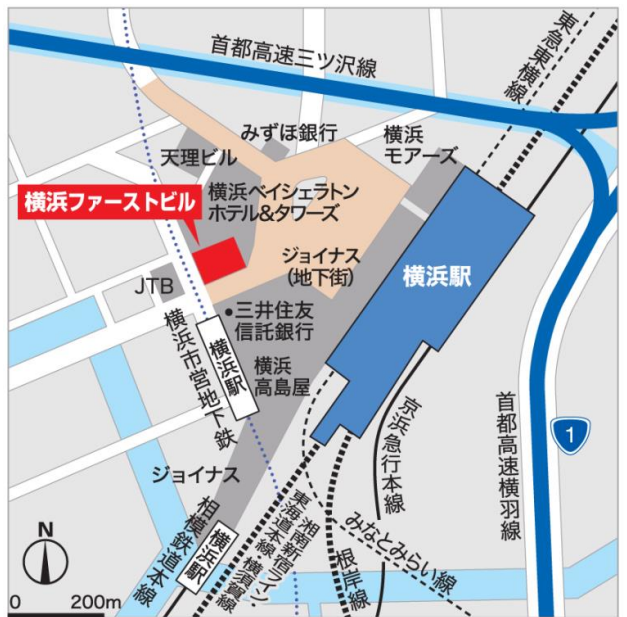 首都高速三ツ沢線
東急東横線
みずほ銀行
天理ビル
横浜
モアーズ
横浜ファーストビル
横浜ベイシェラトン
ホテル&タワーズ
ジョイナス
(地下街)
横浜駅
JTB
●三井住友
信託銀行
横浜市営地下鉄
横浜駅
横浜
高島屋
京浜急行本線
首都高速横羽線
1
ジョイナス
相模鉄道本線
横浜駅
東海道本線
湘南新宿ライン
横須賀線
根岸線
みなとみらい線
N
0 200m